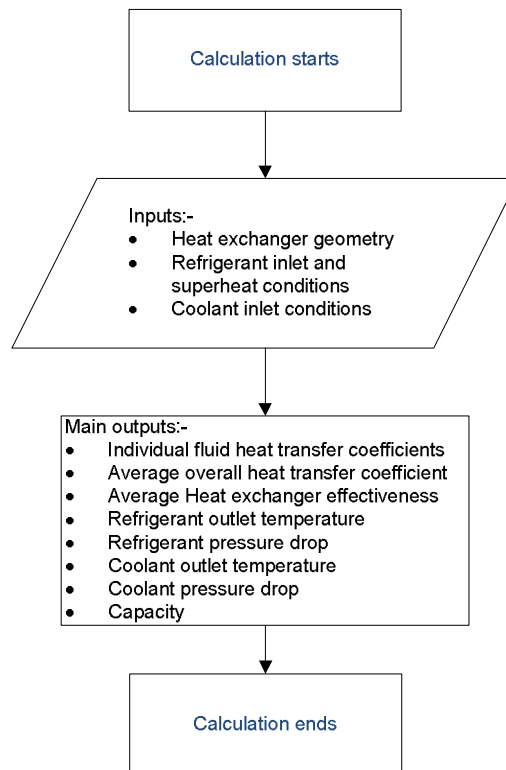 Calculation starts
Inputs:-
• Heat exchanger geometry
• Refrigerant inlet and
superheat conditions
• Coolant inlet conditions
Main outputs:-
• Individual fluid heat transfer coefficients
• Average overall heat transfer coefficient
• Average Heat exchanger effectiveness
• Refrigerant outlet temperature
• Refrigerant pressure drop
• Coolant outlet temperature
• Coolant pressure drop
• Capacity
Calculation ends